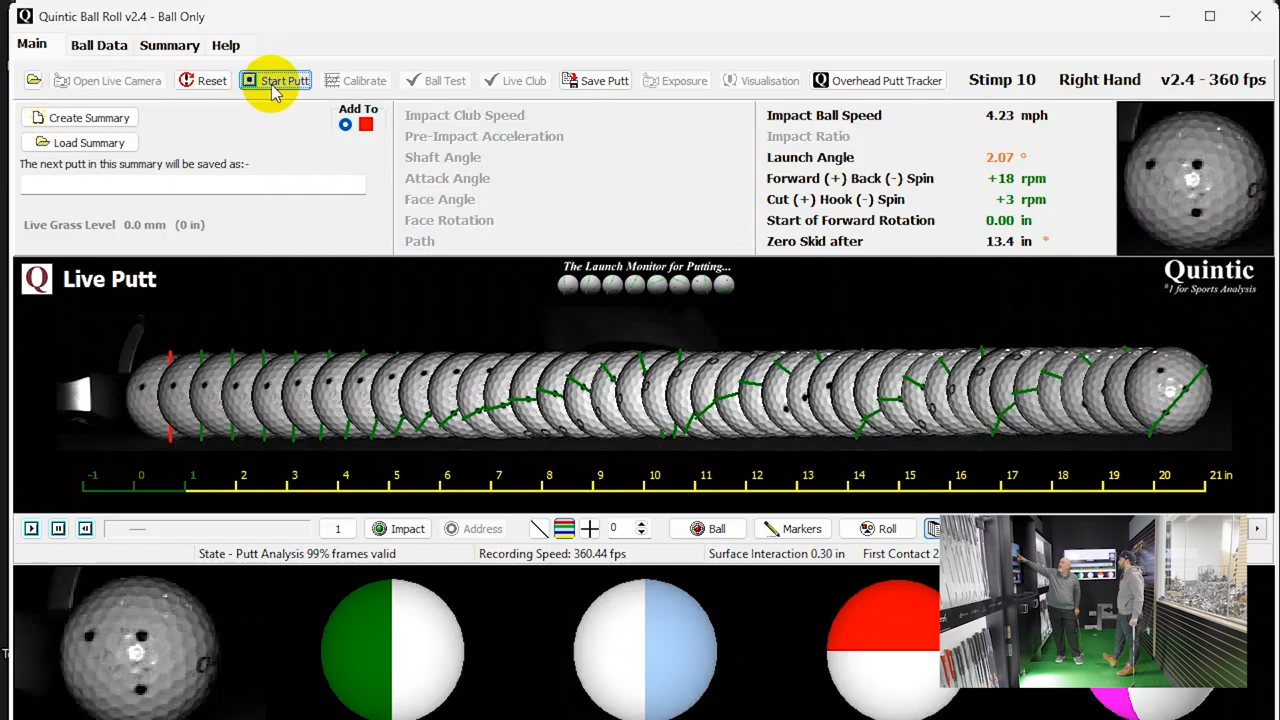 Q Quintic Ball Roll v2.4 - Ball Only
Main Ball Data Summary Help
Open Live Camera Reset Start Putt Calibrate Ball Test Live Club Save Putt Exposure Visualisation Q Overhead Putt Tracker Stimp 10 Right Hand v2.4 - 360 fps
Create Summary
Add To
Load Summary
The next putt in this summary will be saved as:-
Live Grass Level 0.0 mm (0 in)
Impact Club Speed
Pre-Impact Acceleration
Shaft Angle
Attack Angle
Face Angle
Face Rotation
Path
Impact Ball Speed 4.23 mph
Impact Ratio
Launch Angle 2.07 °
Forward (+) Back (-) Spin +18 rpm
Cut (+) Hook (-) Spin +3 rpm
Start of Forward Rotation 0.00 in
Zero Skid after 13.4 in *
Q Live Putt
The Launch Monitor for Putting...
Quintic
#1 for Sports Analysis
-1 0 1 2 3 4 5 6 7 8 9 10 11 12 13 14 15 16 17 18 19 20 21 in
1 Impact Address 0 Ball Markers Roll
State - Putt Analysis 99% frames valid Recording Speed: 360.44 fps Surface Interaction 0.30 in First Contact 2